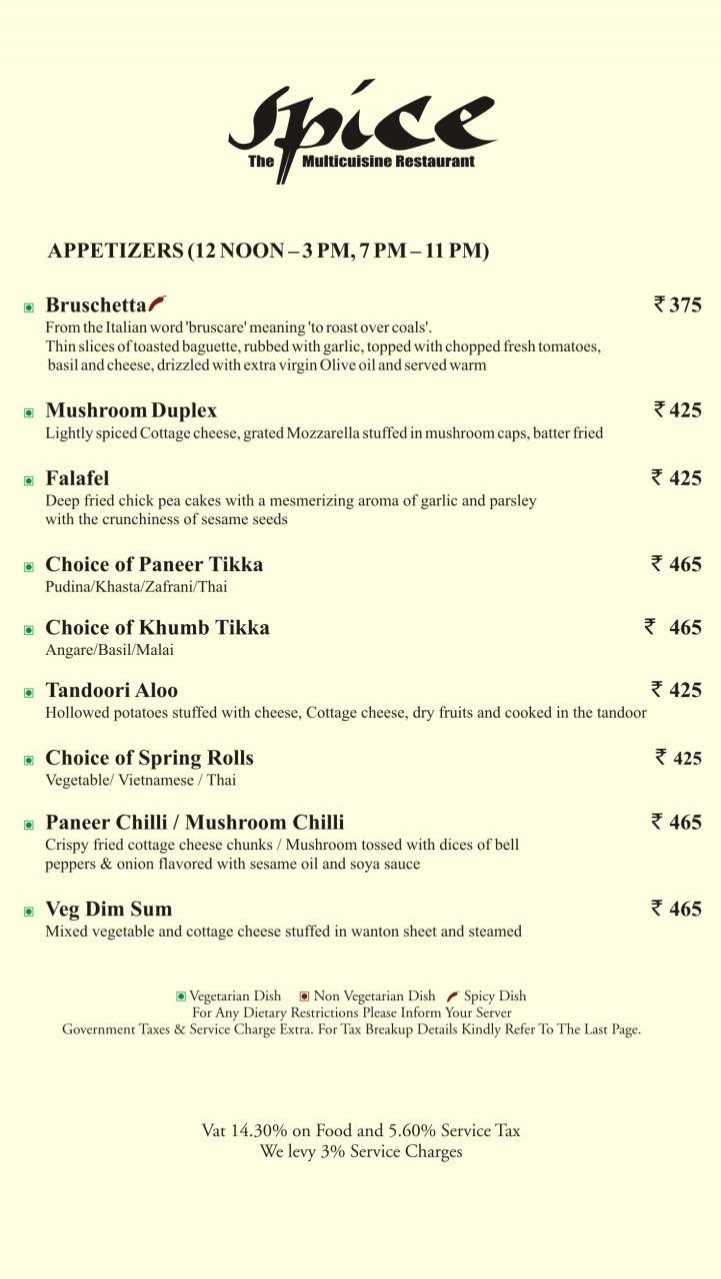 spice
The Multicuisine Restaurant
APPETIZERS (12 NOON – 3 PM, 7 PM – 11 PM)
Bruschetta ₹ 375
From the Italian word 'bruscare' meaning 'to roast over coals'.
Thin slices of toasted baguette, rubbed with garlic, topped with chopped fresh tomatoes,
basil and cheese, drizzled with extra virgin Olive oil and served warm
Mushroom Duplex ₹ 425
Lightly spiced Cottage cheese, grated Mozzarella stuffed in mushroom caps, batter fried
Falafel ₹ 425
Deep fried chick pea cakes with a mesmerizing aroma of garlic and parsley
with the crunchiness of sesame seeds
Choice of Paneer Tikka ₹ 465
Pudina/Khasta/Zafrani/Thai
Choice of Khumb Tikka ₹ 465
Angare/Basil/Malai
Tandoori Aloo ₹ 425
Hollowed potatoes stuffed with cheese, Cottage cheese, dry fruits and cooked in the tandoor
Choice of Spring Rolls ₹ 425
Vegetable/ Vietnamese / Thai
Paneer Chilli / Mushroom Chilli ₹ 465
Crispy fried cottage cheese chunks / Mushroom tossed with dices of bell
peppers & onion flavored with sesame oil and soya sauce
Veg Dim Sum ₹ 465
Mixed vegetable and cottage cheese stuffed in wanton sheet and steamed
Vegetarian Dish Non Vegetarian Dish Spicy Dish
For Any Dietary Restrictions Please Inform Your Server
Government Taxes & Service Charge Extra. For Tax Breakup Details Kindly Refer To The Last Page.
Vat 14.30% on Food and 5.60% Service Tax
We levy 3% Service Charges